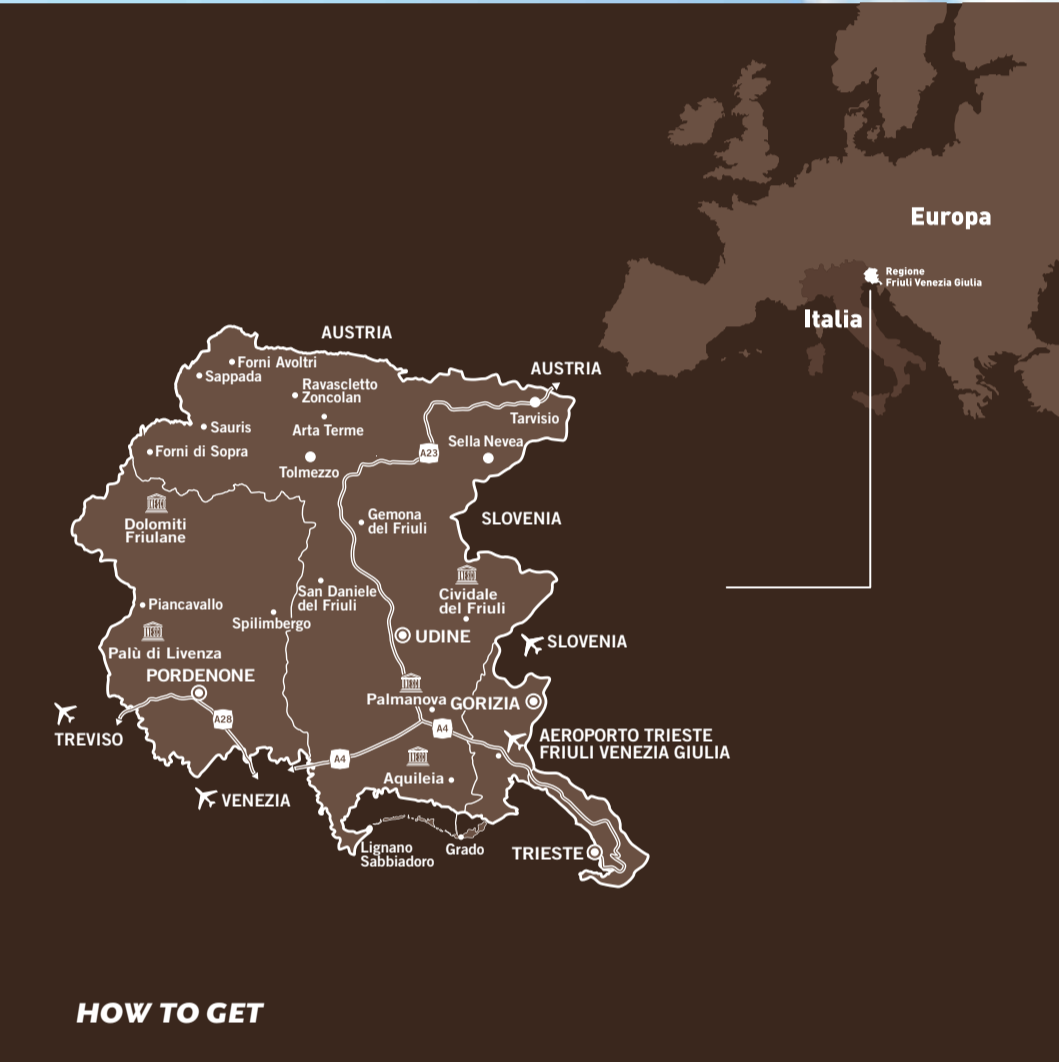 Europa
Regione
Friuli Venezia Giulia
Italia
AUSTRIA
Forni Avoltri
Sappada
AUSTRIA
Ravascletto
Zoncolan
Tarvisio
Sauris
Arta Terme
Sella Nevea
Forni di Sopra
A23
Tolmezzo
Gemona
del Friuli
SLOVENIA
Dolomiti
Friulane
San Daniele
del Friuli
Cividale
del Friuli
Piancavallo
Spilimbergo
UDINE
SLOVENIA
Palù di Livenza
PORDENONE
Palmanova
GORIZIA
A28
A4
TREVISO
AEROPORTO TRIESTE
FRIULI VENEZIA GIULIA
A4
Aquileia
VENEZIA
Lignano
Sabbiadoro
Grado
TRIESTE
HOW TO GET